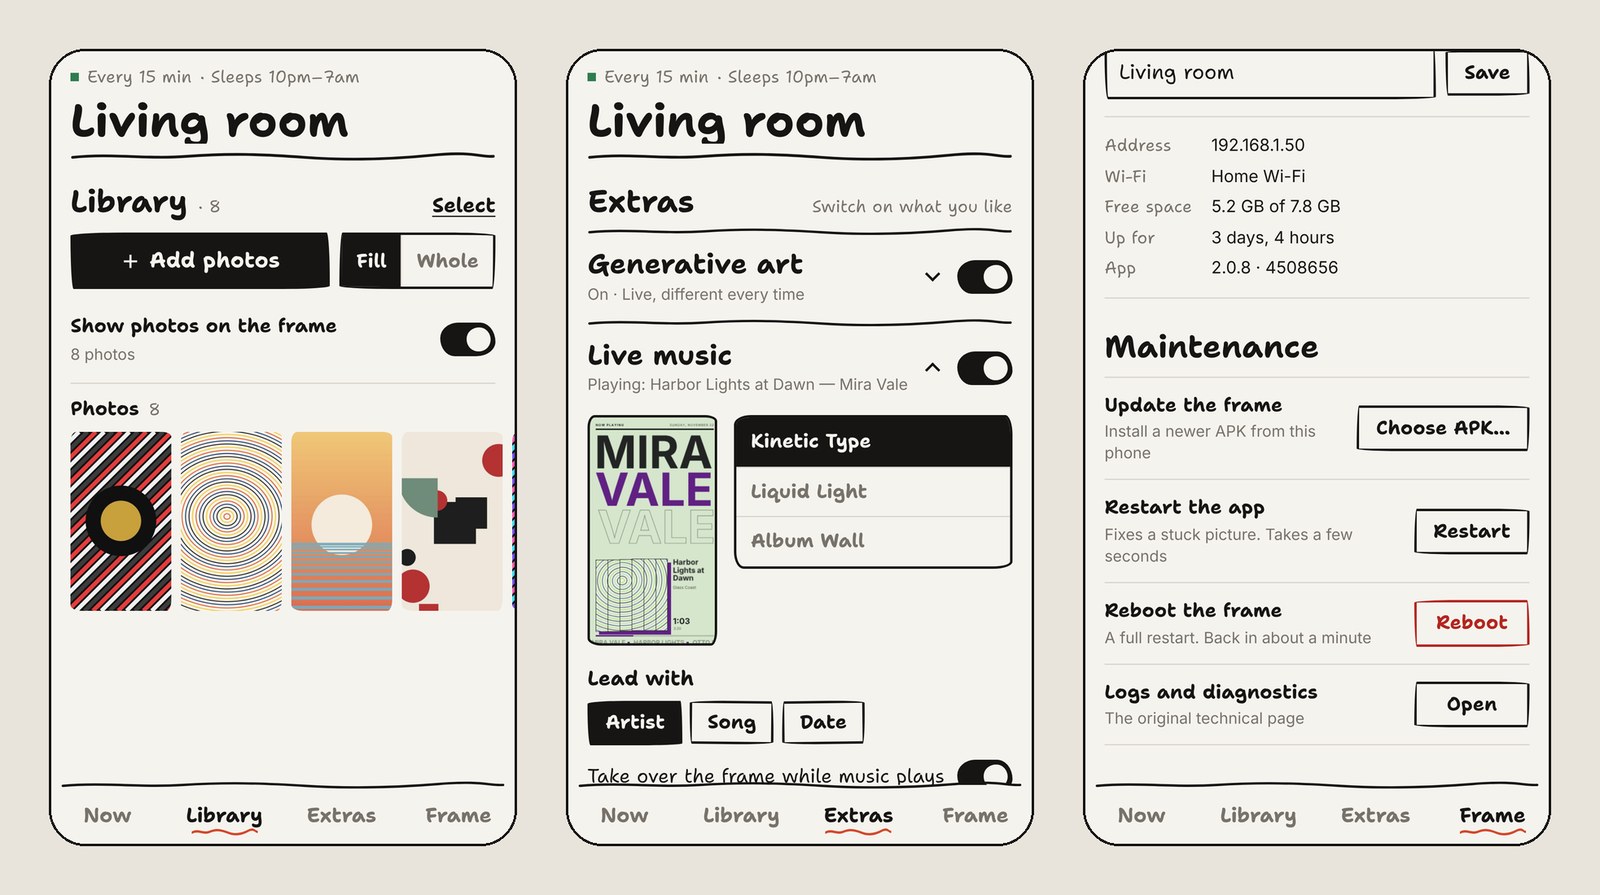 Every 15 min · Sleeps 10pm–7am
Living room
Library · 8
Select
+ Add photos
Fill
Whole
Show photos on the frame
8 photos
Photos 8
Now
Library
Extras
Frame
Every 15 min · Sleeps 10pm–7am
Living room
Extras
Switch on what you like
Generative art
On · Live, different every time
Live music
Playing: Harbor Lights at Dawn — Mira Vale
NOW PLAYING
MIRA
VALE
VALE
Harbor
Lights at
Dawn
1:03
Kinetic Type
Liquid Light
Album Wall
Lead with
Artist
Song
Date
Take over the frame while music plays
Now
Library
Extras
Frame
Living room
Save
Address 192.168.1.50
Wi-Fi Home Wi-Fi
Free space 5.2 GB of 7.8 GB
Up for 3 days, 4 hours
App 2.0.8 · 4508656
Maintenance
Update the frame
Install a newer APK from this
phone
Choose APK...
Restart the app
Fixes a stuck picture. Takes a few
seconds
Restart
Reboot the frame
A full restart. Back in about a minute
Reboot
Logs and diagnostics
The original technical page
Open
Now
Library
Extras
Frame